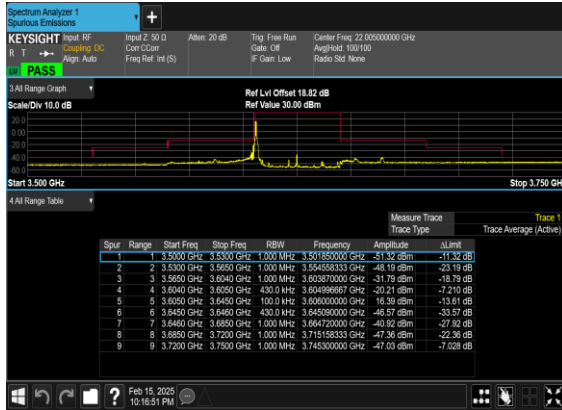 Spectrum Analyzer 1
Spurious Emissions
KEYSIGHT Input: RF Input Z: 50 Ω Atten: 20 dB Trig: Free Run Center Freq: 22.005000000 GHz
R T Coupling: DC Corr CCorr Gate: Off Avg|Hold: 100/100
Align: Auto Freq Ref: Int (S) IF Gain: Low Radio Std: None
PASS
3 All Range Graph Ref Lvl Offset 18.82 dB
Scale/Div 10.0 dB Ref Value 30.00 dBm
20.0
10.0
0.00
-20.0
-40.0
-60.0
Start 3.500 GHz Stop 3.750 GH
4 All Range Table
Measure Trace Trace 1
Trace Type Trace Average (Active)
Spur Range Start Freq Stop Freq RBW Frequency Amplitude ΔLimit
1 1 3.5000 GHz 3.5300 GHz 1.000 MHz 3.501850000 GHz -51.32 dBm -11.32 dB
2 2 3.5300 GHz 3.5650 GHz 1.000 MHz 3.554558333 GHz -48.19 dBm -23.19 dB
3 3 3.5650 GHz 3.6040 GHz 1.000 MHz 3.603870000 GHz -31.79 dBm -18.79 dB
4 4 3.6040 GHz 3.6050 GHz 430.0 kHz 3.604996667 GHz -20.21 dBm -7.210 dB
5 5 3.6050 GHz 3.6450 GHz 100.0 kHz 3.606000000 GHz 16.39 dBm -13.61 dB
6 6 3.6450 GHz 3.6460 GHz 430.0 kHz 3.645090000 GHz -46.57 dBm -33.57 dB
7 7 3.6460 GHz 3.6850 GHz 1.000 MHz 3.664720000 GHz -40.92 dBm -27.92 dB
8 8 3.6850 GHz 3.7200 GHz 1.000 MHz 3.715158333 GHz -47.36 dBm -22.36 dB
9 9 3.7200 GHz 3.7500 GHz 1.000 MHz 3.745300000 GHz -47.03 dBm -7.028 dB
? Feb 15, 2025
10:16:51 PM